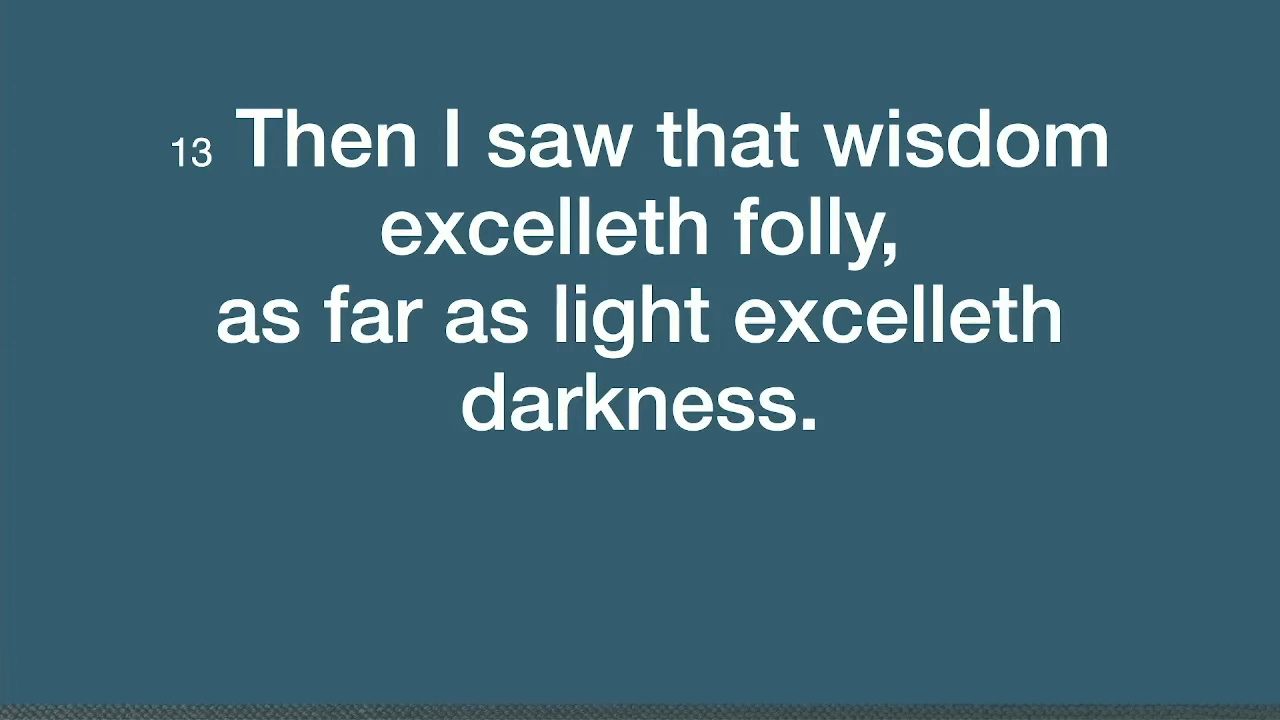 13 Then I saw that wisdom
excelleth folly,
as far as light excelleth
darkness.